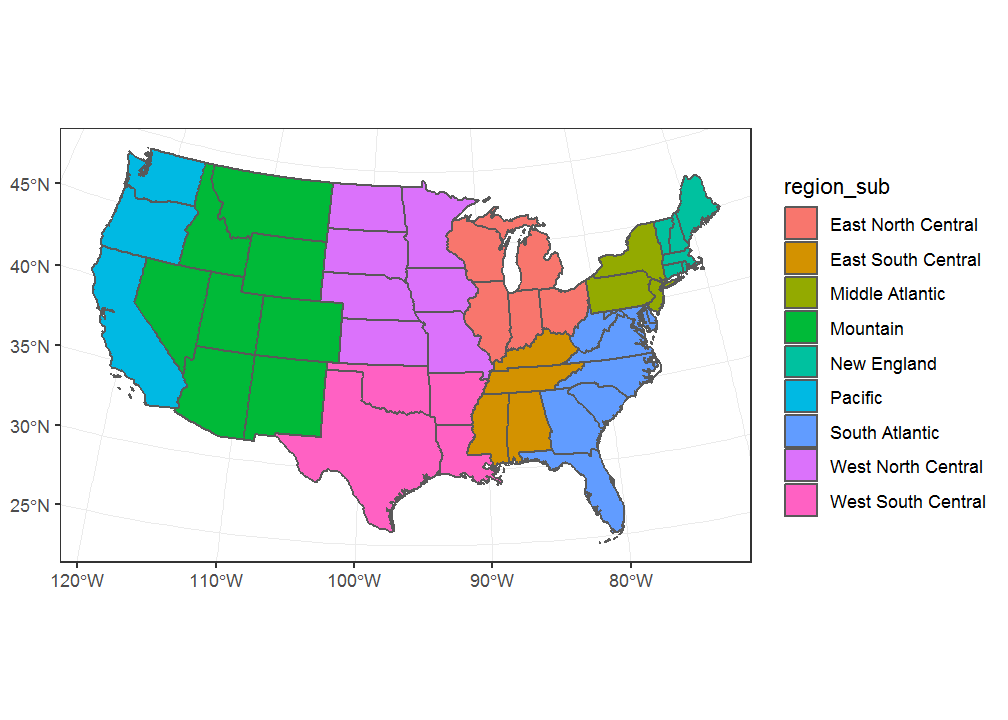 45°N
40°N
35°N
30°N
25°N
120°W
110°W
100°W
90°W
80°W
region_sub
East North Central
East South Central
Middle Atlantic
Mountain
New England
Pacific
South Atlantic
West North Central
West South Central